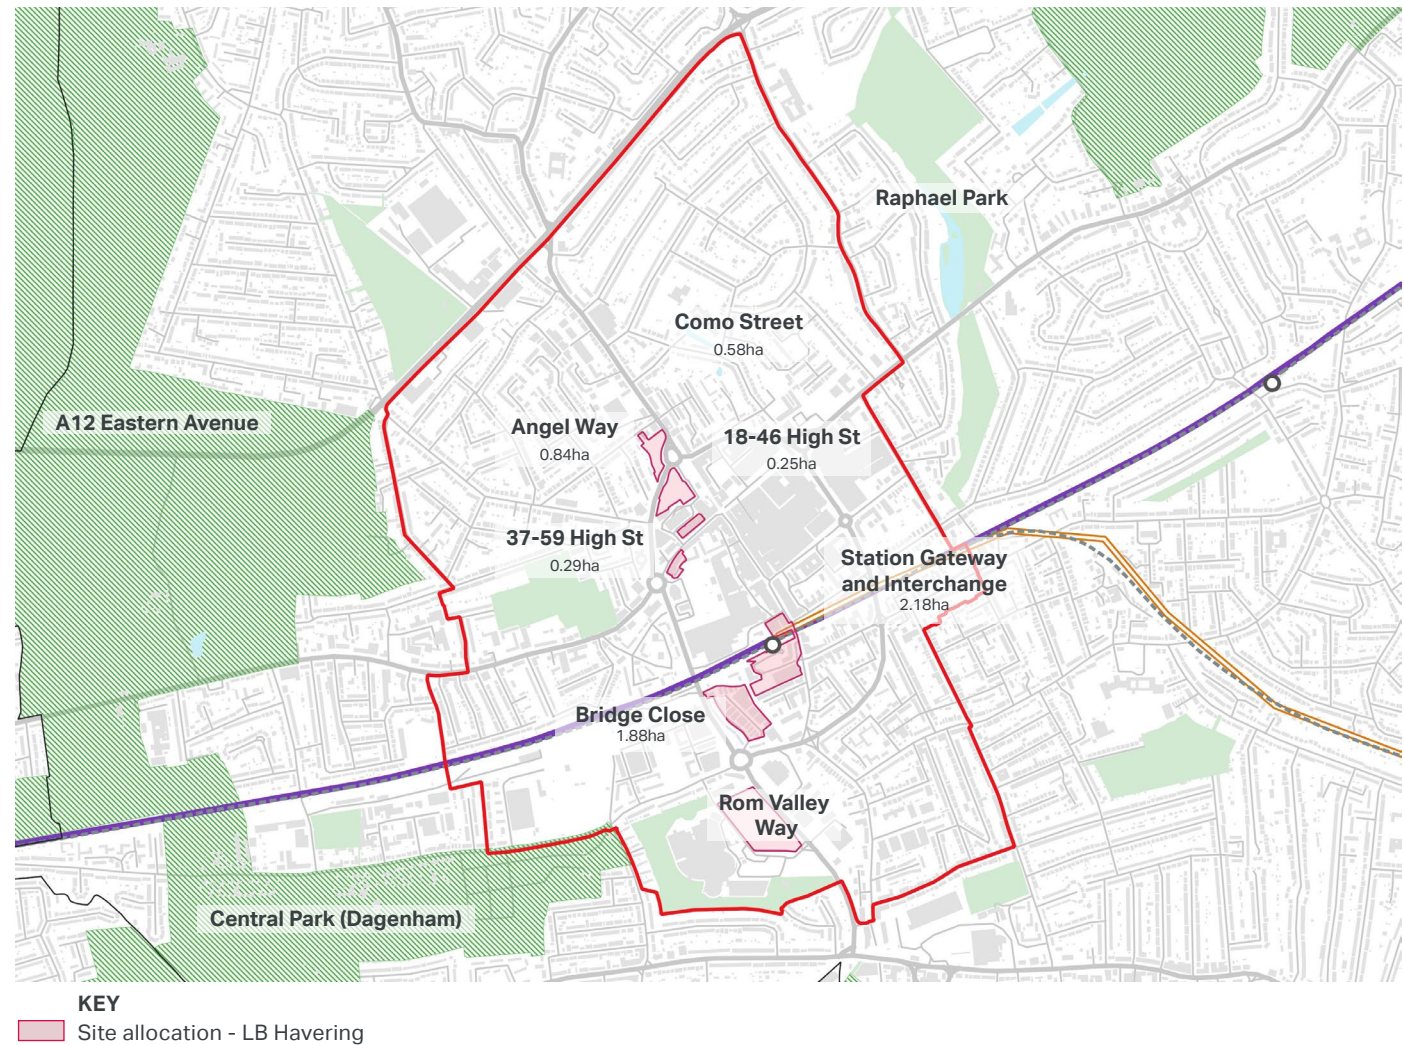 Raphael Park
Como Street
0.58ha
A12 Eastern Avenue
Angel Way
0.84ha
18-46 High St
0.25ha
37-59 High St
0.29ha
Station Gateway
and Interchange
2.18ha
Bridge Close
1.88ha
Rom Valley
Way
Central Park (Dagenham)
KEY
Site allocation - LB Havering